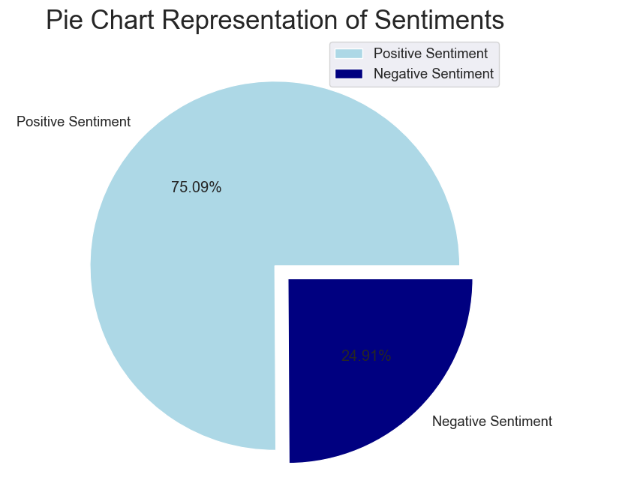 Pie Chart Representation of Sentiments
Positive Sentiment
Negative Sentiment
Positive Sentiment
75.09%
24.91%
Negative Sentiment